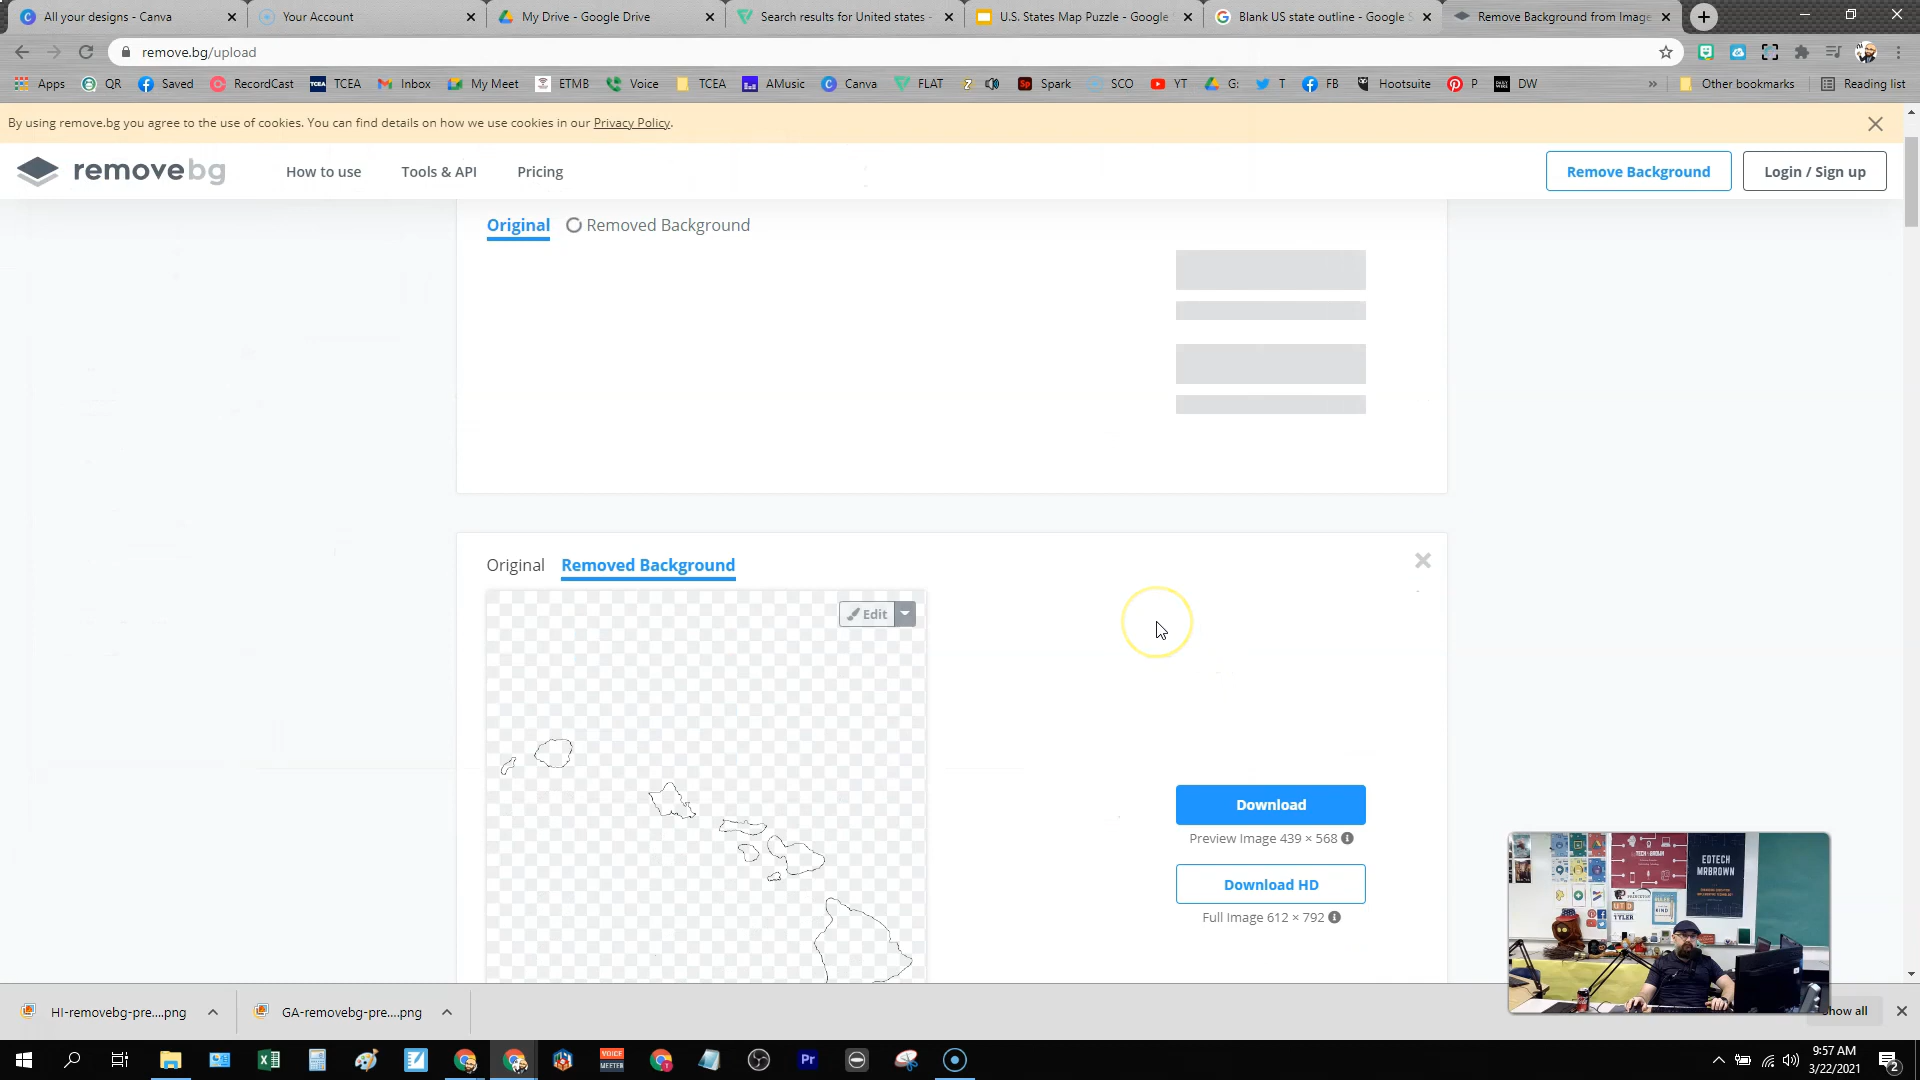 All your designs - Canva
Your Account
My Drive - Google Drive
Search results for United states -
U.S. States Map Puzzle - Google
Blank US state outline - Google S
Remove Background from Image
remove.bg/upload
Apps
QR
Saved
RecordCast
TCEA
Inbox
My Meet
ETMB
Voice
TCEA
AMusic
Canva
FLAT
Spark
SCO
YT
G:
T
FB
Hootsuite
P
DW
Other bookmarks
Reading list
By using remove.bg you agree to the use of cookies. You can find details on how we use cookies in our Privacy Policy.
removebg
How to use
Tools & API
Pricing
Remove Background
Login / Sign up
Original
Removed Background
Original
Removed Background
Edit
Download
Preview Image 439 × 568
Download HD
Full Image 612 × 792
EDTECH
MRBROWN
HI-removebg-pre....png
GA-removebg-pre....png
Show all
VOICE
MEETER
Pr
9:57 AM
3/22/2021
2